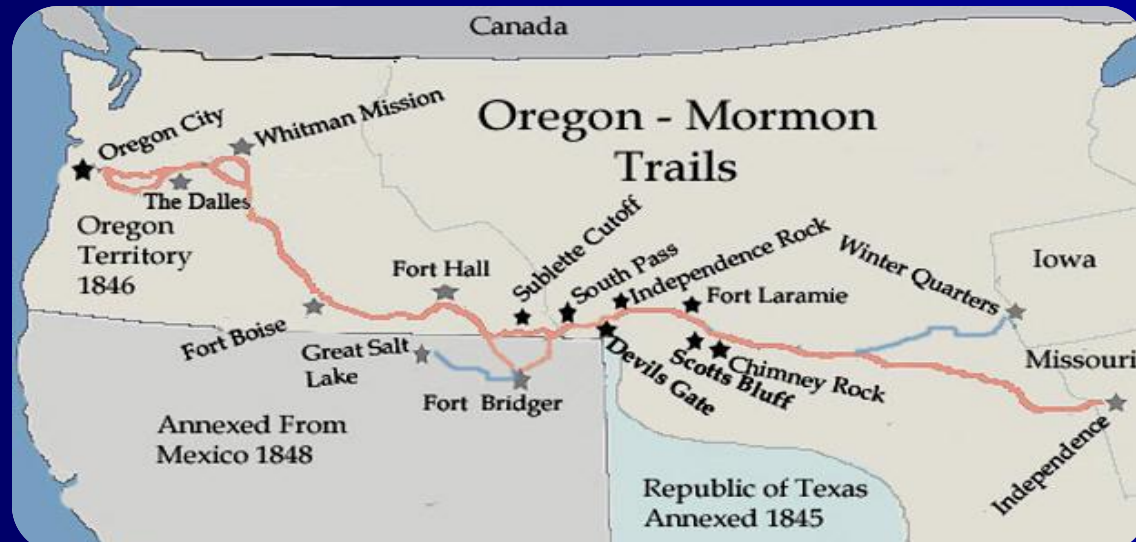 Canada
Oregon - Mormon
Trails
Oregon City
Whitman Mission
The Dalles
Oregon
Territory
1846
Fort Boise
Fort Hall
Sublette Cutoff
South Pass
Independence Rock
Fort Laramie
Winter Quarters
Iowa
Missouri
Great Salt
Lake
Fort Bridger
Devils Gate
Scotts Bluff
Chimney Rock
Independence
Annexed From
Mexico 1848
Republic of Texas
Annexed 1845